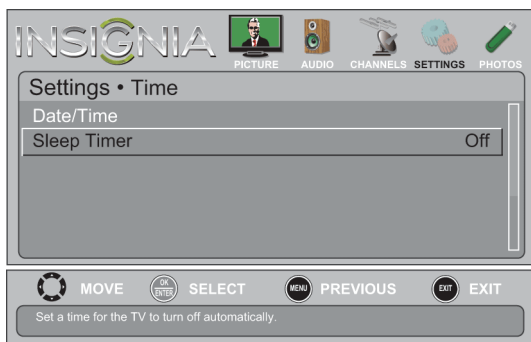 INSIGNIA
PICTURE AUDIO CHANNELS SETTINGS PHOTOS
Settings • Time
Date/Time
Sleep Timer Off
MOVE OK ENTER SELECT MENU PREVIOUS EXIT EXIT
Set a time for the TV to turn off automatically.